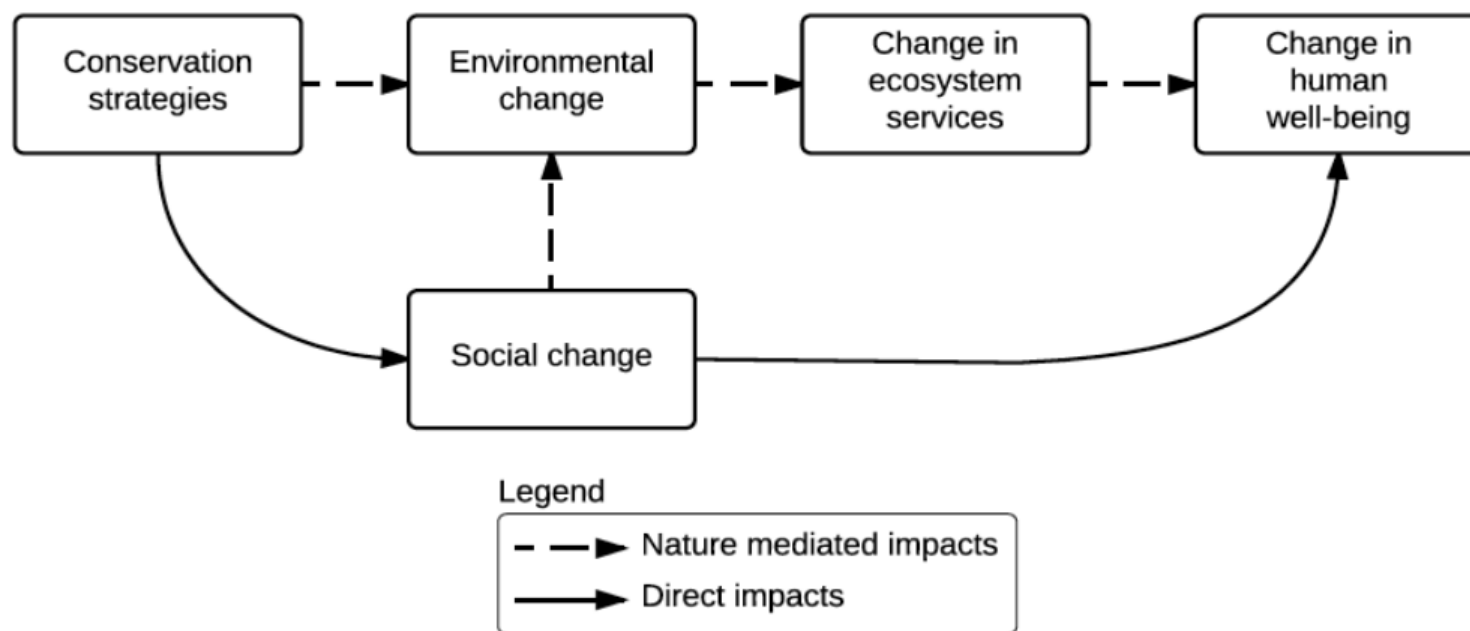 Conservation
strategies
Environmental
change
Change in
ecosystem
services
Change in
human
well-being
Social change
Legend
Nature mediated impacts
Direct impacts